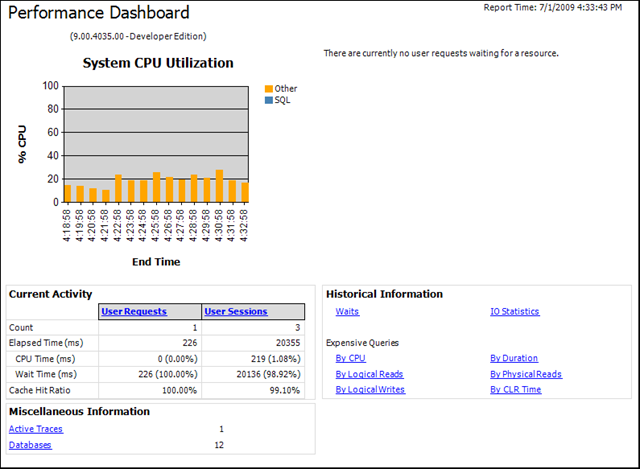 Performance Dashboard
Report Time: 7/1/2009 4:33:43 PM
(9.00.4035.00 - Developer Edition)
There are currently no user requests waiting for a resource.
System CPU Utilization
Other
SQL
% CPU
100
80
60
40
20
0
4:18:58
4:19:58
4:20:58
4:21:58
4:22:58
4:23:58
4:24:58
4:25:58
4:26:58
4:27:58
4:28:58
4:29:58
4:30:58
4:31:58
4:32:58
End Time
Current Activity
User Requests User Sessions
Count 1 3
Elapsed Time (ms) 226 20355
CPU Time (ms) 0 (0.00%) 219 (1.08%)
Wait Time (ms) 226 (100.00%) 20136 (98.92%)
Cache Hit Ratio 100.00% 99.10%
Historical Information
Waits IO Statistics
Expensive Queries
By CPU By Duration
By Logical Reads By Physical Reads
By Logical Writes By CLR Time
Miscellaneous Information
Active Traces 1
Databases 12